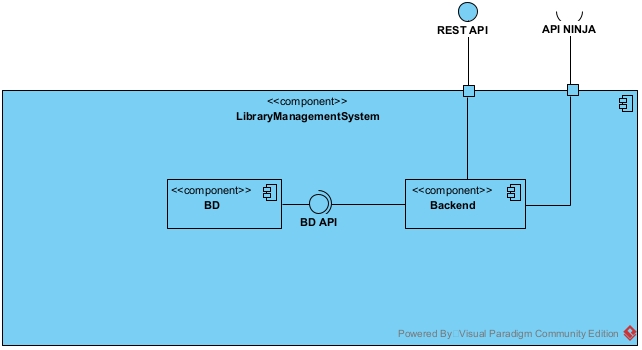 REST API
API NINJA
<<component>>
LibraryManagementSystem
<<component>>
BD
BD API
<<component>>
Backend
Powered By Visual Paradigm Community Edition